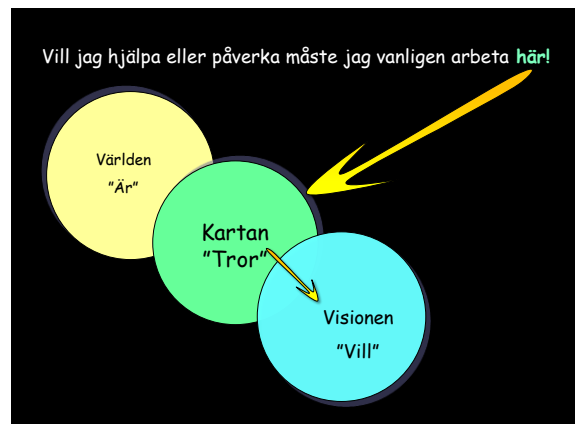 Vill jag hjälpa eller påverka måste jag vanligen arbeta här!
Världen
”Är”
Kartan
”Tror”
Visionen
”Vill”